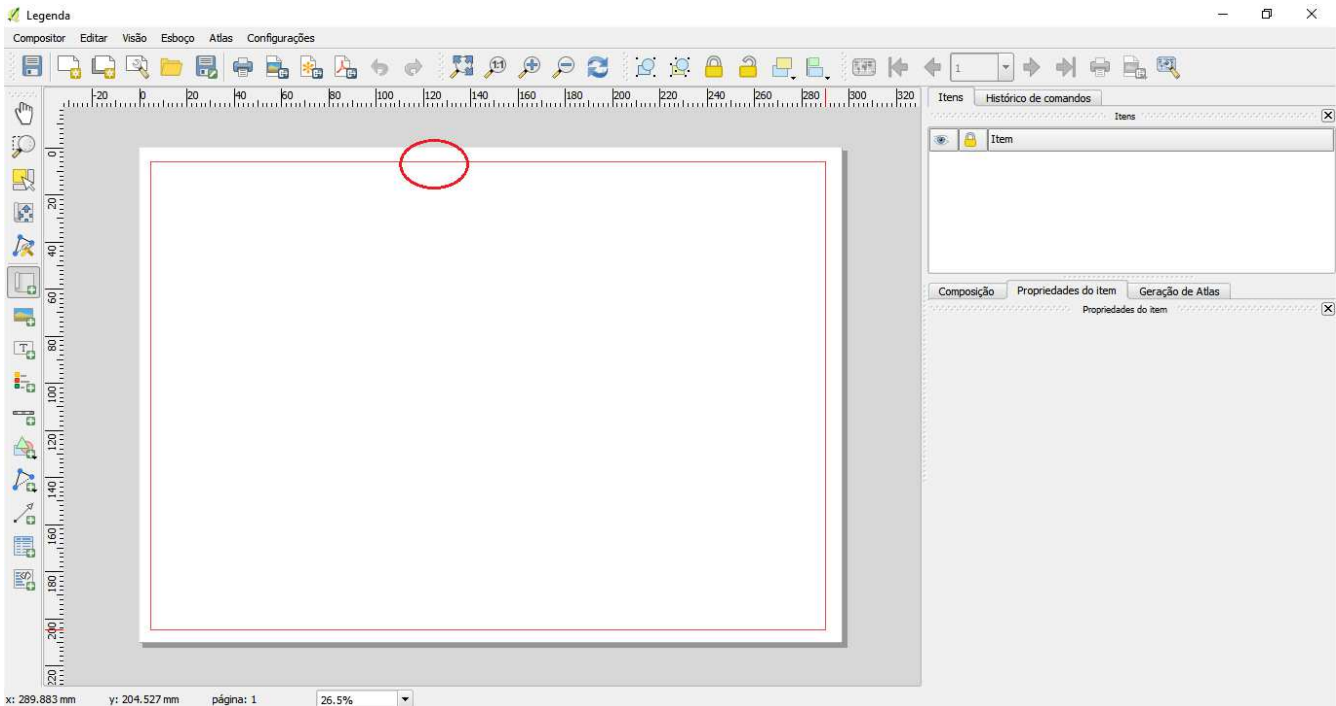 Legenda
Compositor Editar Visão Esboço Atlas Configurações
1:1
1
-20 0 20 40 60 80 100 120 140 160 180 200 220 240 260 280 300 320
Itens Histórico de comandos
Itens
Item
0
20
40
60
80
100
120
140
160
180
200
220
Composição Propriedades do item Geração de Atlas
Propriedades do item
x: 289.883 mm y: 204.527 mm página: 1 26.5%